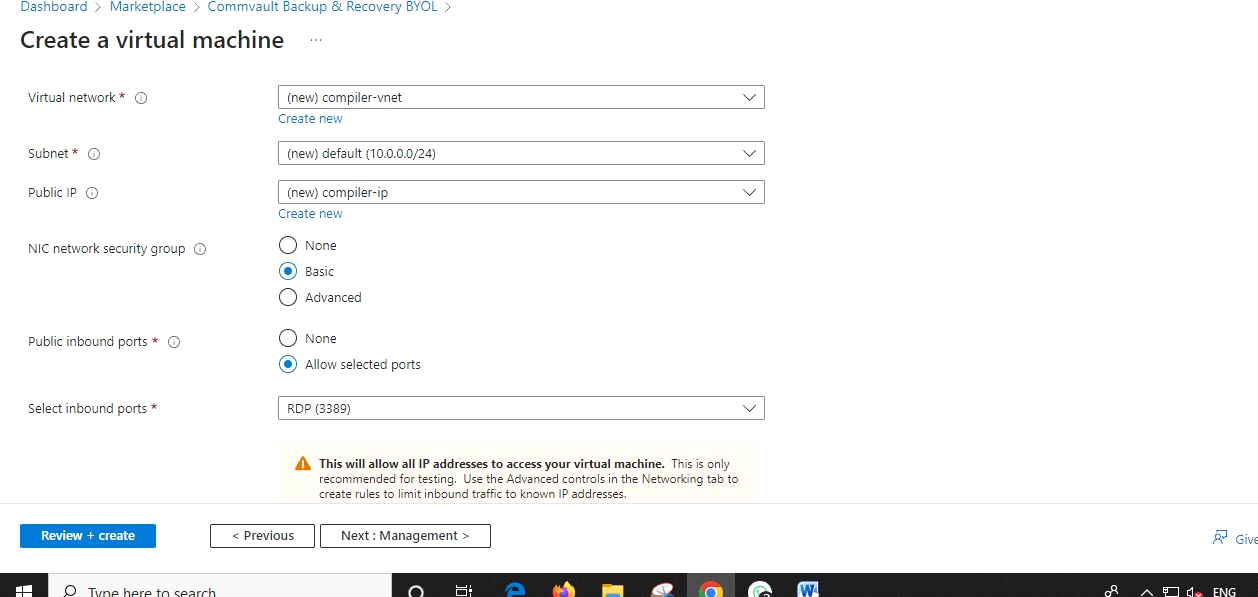 Dashboard > Marketplace > Commvault Backup & Recovery BYOL >
Create a virtual machine ...
Virtual network *
(new) compiler-vnet
Create new
Subnet *
(new) default (10.0.0.0/24)
Public IP
(new) compiler-ip
Create new
NIC network security group
None
Basic
Advanced
Public inbound ports *
None
Allow selected ports
Select inbound ports *
RDP (3389)
This will allow all IP addresses to access your virtual machine. This is only
recommended for testing. Use the Advanced controls in the Networking tab to
create rules to limit inbound traffic to known IP addresses.
Review + create
< Previous
Next : Management >
Give
Type here to search
ENG